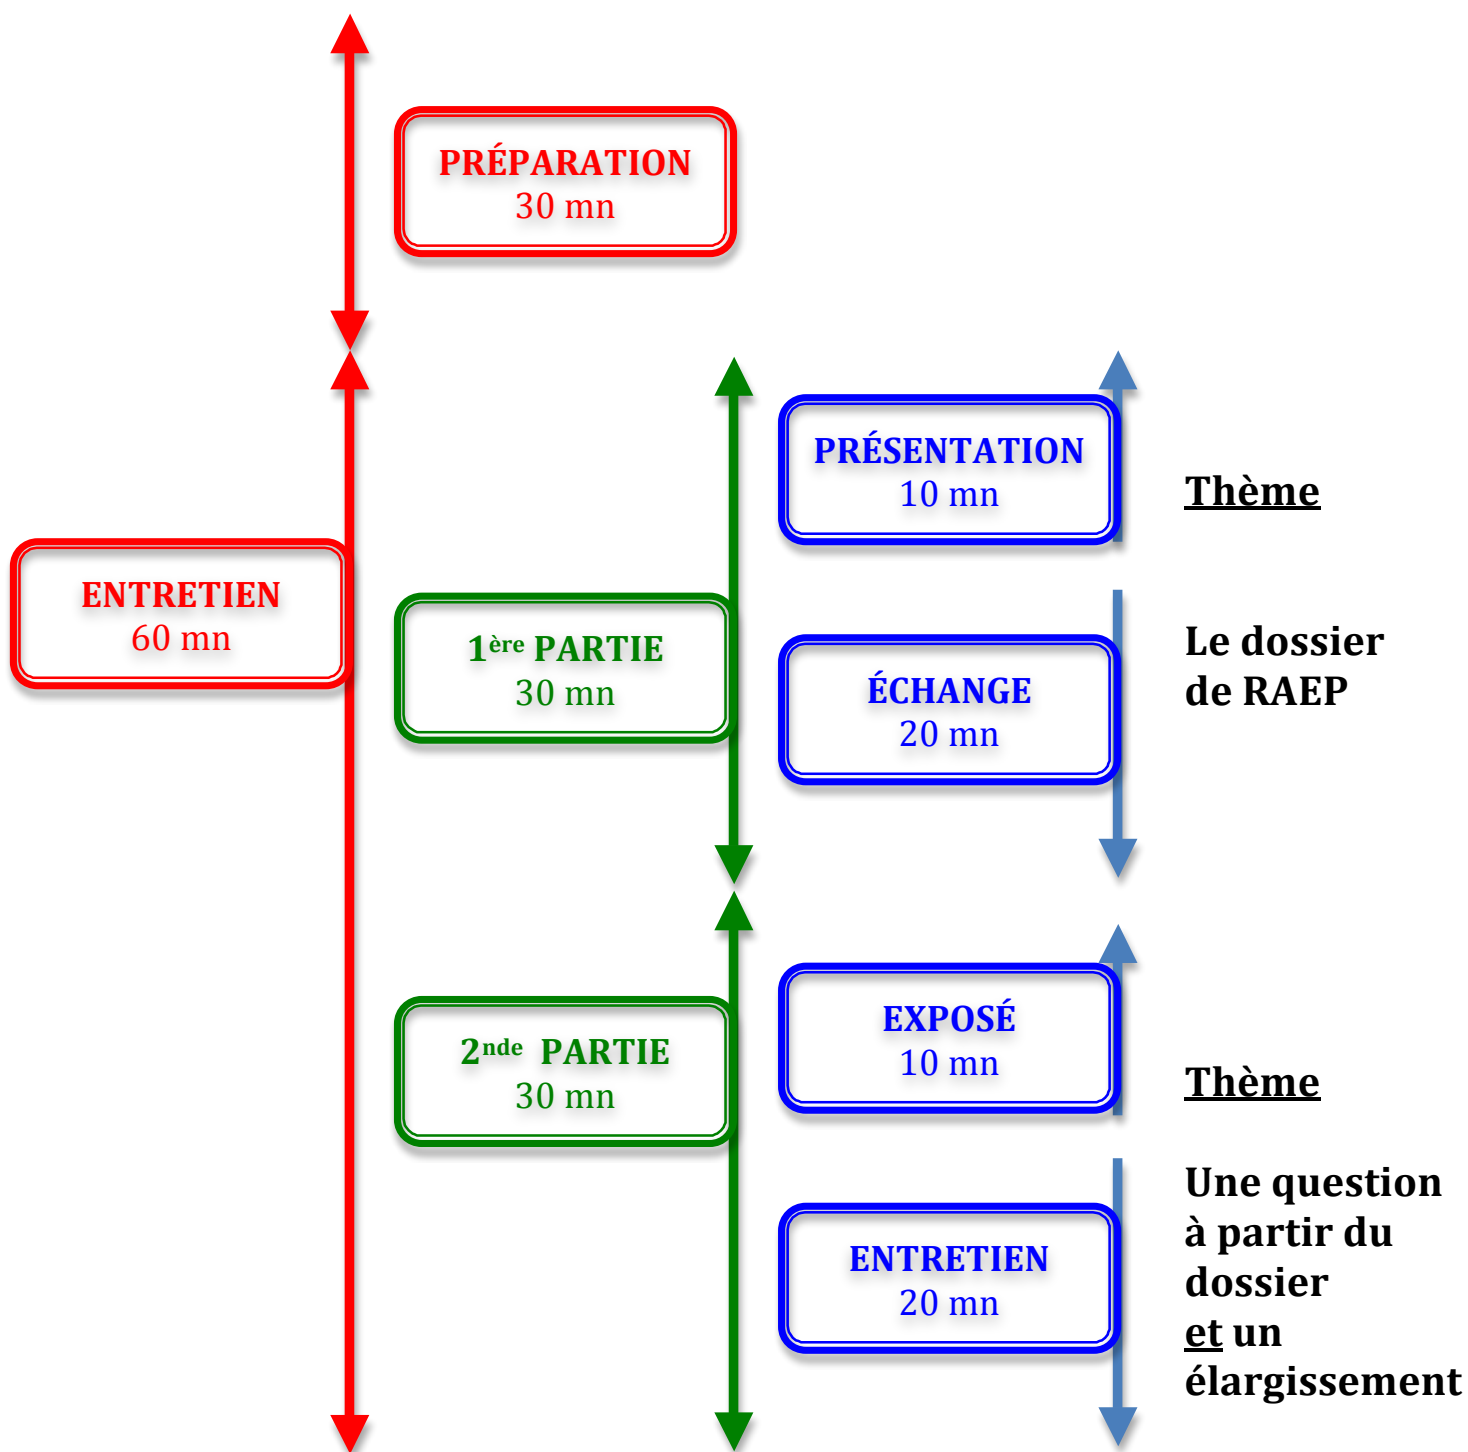 PRÉPARATION
30 mn
PRÉSENTATION
10 mn
Thème
ENTRETIEN
60 mn
1ère PARTIE
30 mn
ÉCHANGE
20 mn
Le dossier
de RAEP
EXPOSÉ
10 mn
2nde PARTIE
30 mn
Thème
ENTRETIEN
20 mn
Une question
à partir du
dossier
et un
élargissement